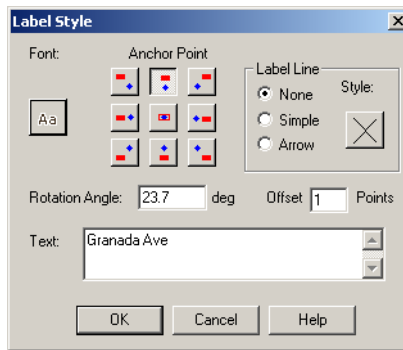 Label Style
Font:
Anchor Point
Aa
Label Line
None
Simple
Arrow
Style:
Rotation Angle: 23.7 deg
Offset 1 Points
Text: Granada Ave
OK Cancel Help